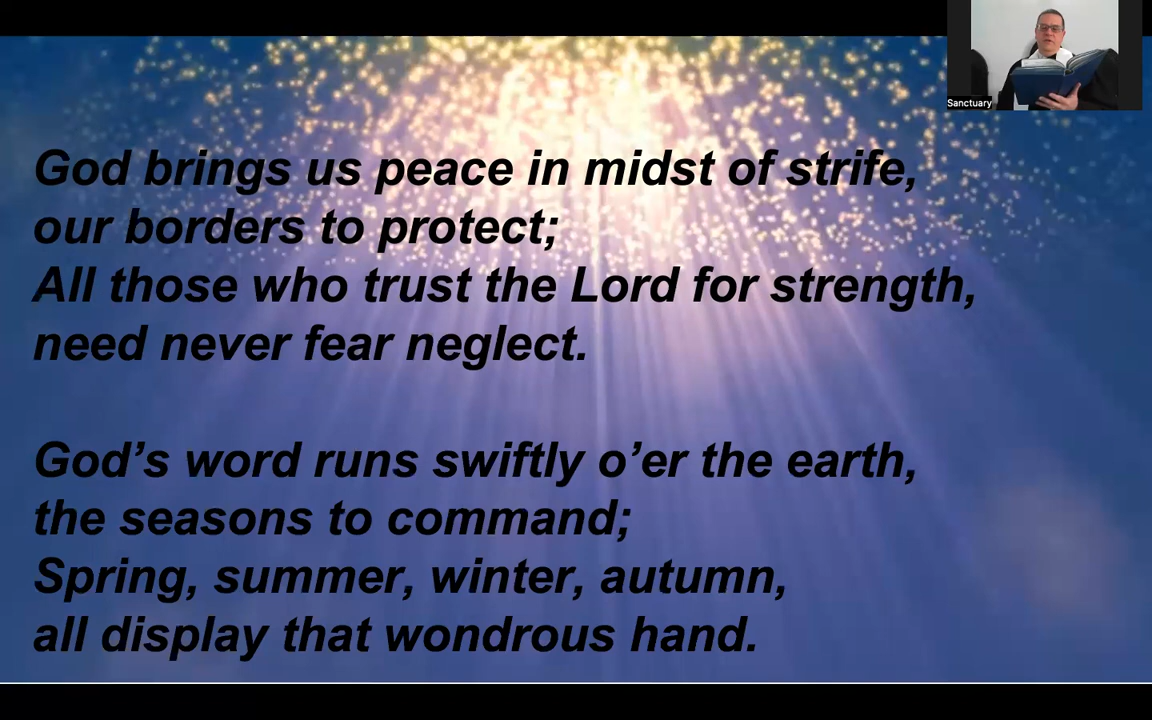 Sanctuary
God brings us peace in midst of strife,
our borders to protect;
All those who trust the Lord for strength,
need never fear neglect.
God’s word runs swiftly o’er the earth,
the seasons to command;
Spring, summer, winter, autumn,
all display that wondrous hand.